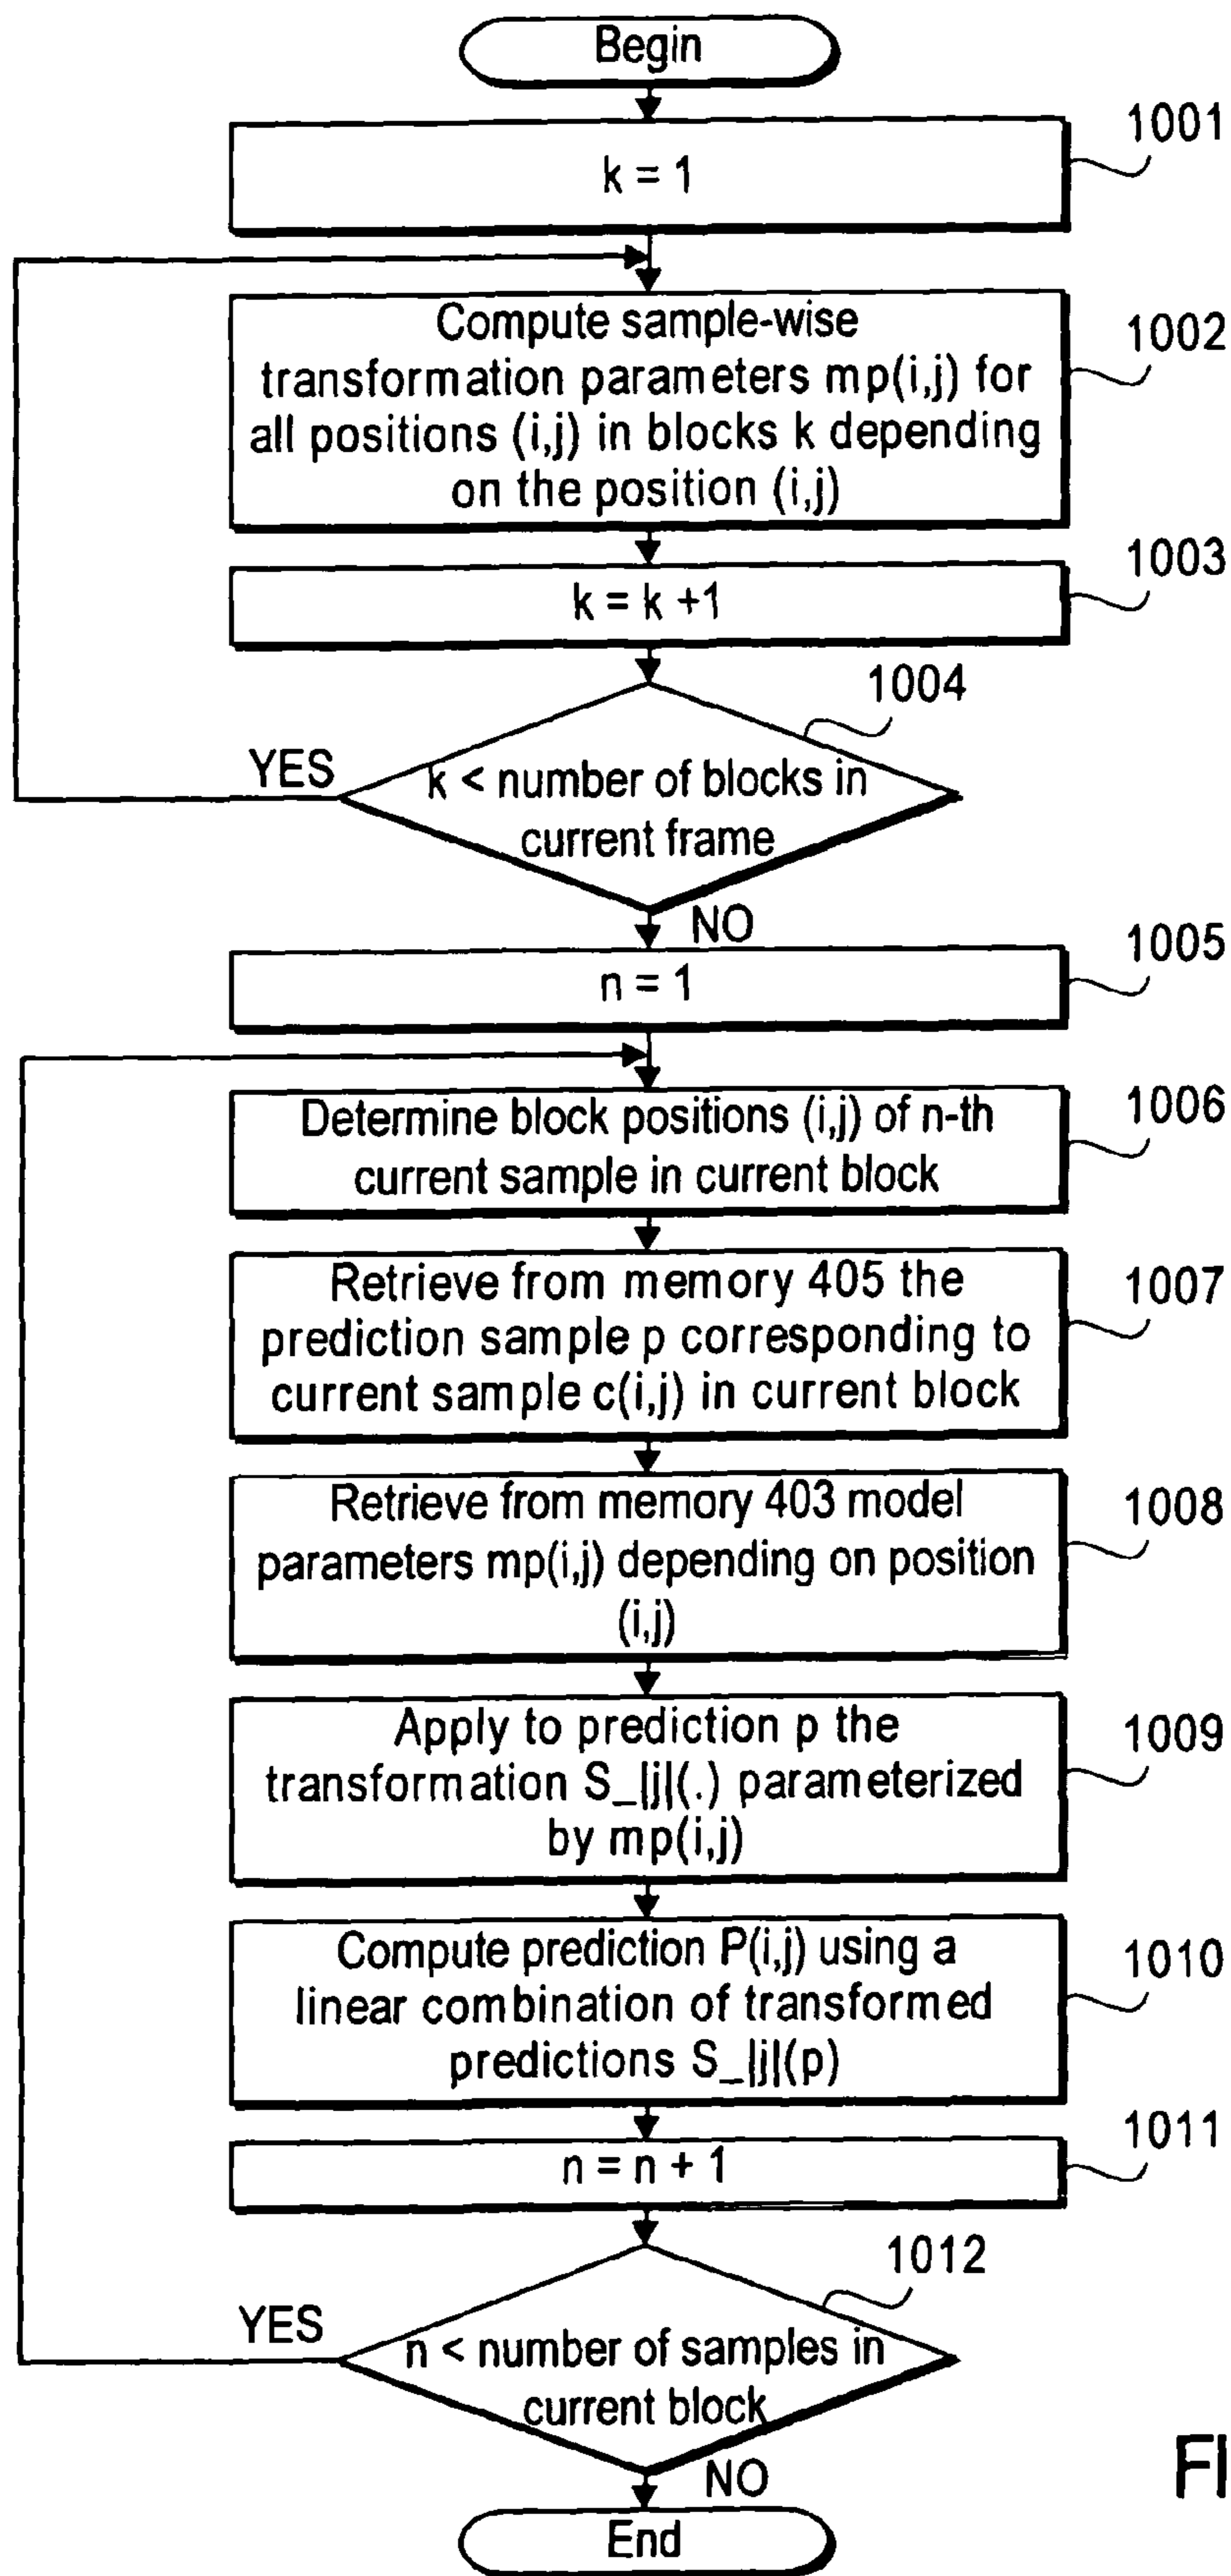 Begin
1001
k = 1
1002
Compute sample-wise
transformation parameters mp(i,j) for
all positions (i,j) in blocks k depending
on the position (i,j)
1003
k = k +1
1004
YES
k < number of blocks in
current frame
NO
1005
n = 1
1006
Determine block positions (i,j) of n-th
current sample in current block
1007
Retrieve from memory 405 the
prediction sample p corresponding to
current sample c(i,j) in current block
1008
Retrieve from memory 403 model
parameters mp(i,j) depending on position
(i,j)
1009
Apply to prediction p the
transformation S_|j|(.) parameterized
by mp(i,j)
1010
Compute prediction P(i,j) using a
linear combination of transformed
predictions S_|j|(p)
1011
n = n + 1
1012
YES
n < number of samples in
current block
NO
FI
End